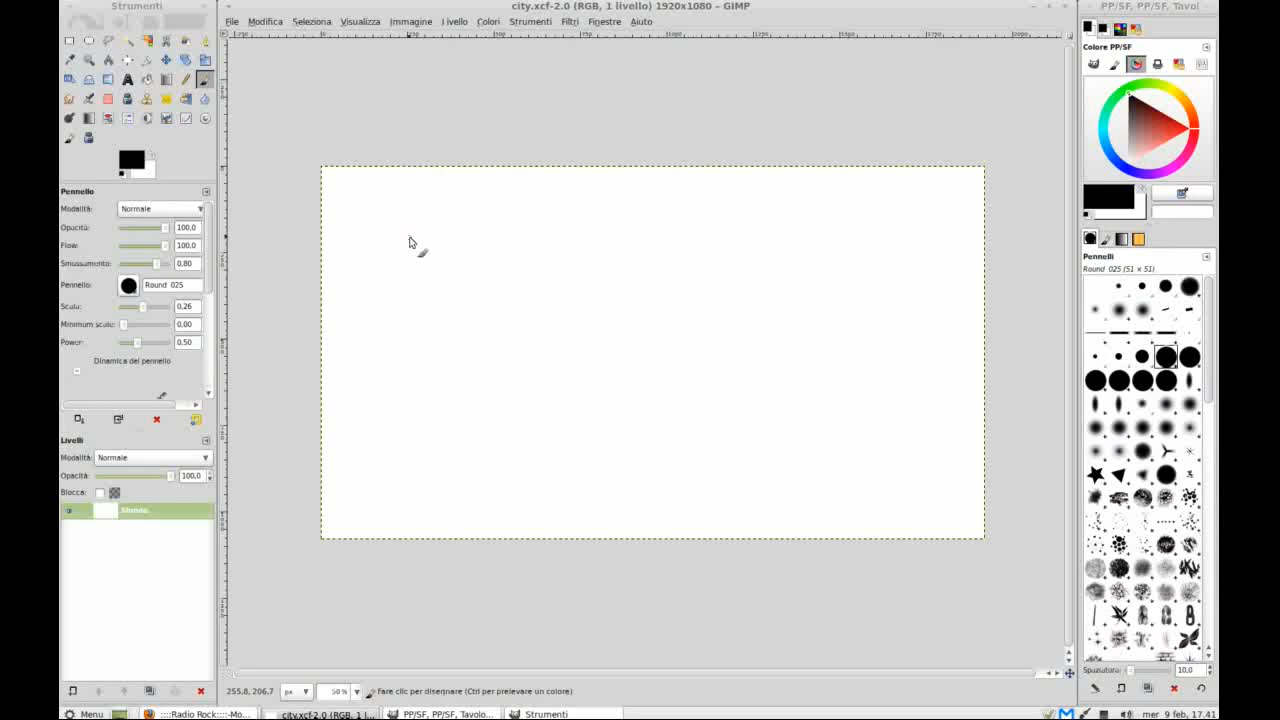 Strumenti
city.xcf-2.0 (RGB, 1 livello) 1920x1080 – GIMP
PP/SF, PP/SF, Tavol
File Modifica Seleziona Visualizza Immagine Livello Colori Strumenti Filtri Finestre Aiuto
Colore PP/SF
Pennello
Modalità: Normale
Opacità: 100,0
Flow: 100,0
Smussamento: 0,80
Pennello: Round 025
Scala: 0,26
Minimum scale: 0,00
Power: 0,50
Dinamica del pennello
Livelli
Modalità: Normale
Opacità: 100,0
Blocca:
Sfondo
Pennelli
Round 025 (51 × 51)
Spaziatura: 10,0
255,8, 206,7 px 50 % Fare clic per disegnare (Ctrl per prelevare un colore)
Menu ::::Radio Rock::::-Mo... city.xcf-2.0 (RGB, 1 l... PP/SF, PP/SF, Tavolo... Strumenti mer 9 feb, 17.41